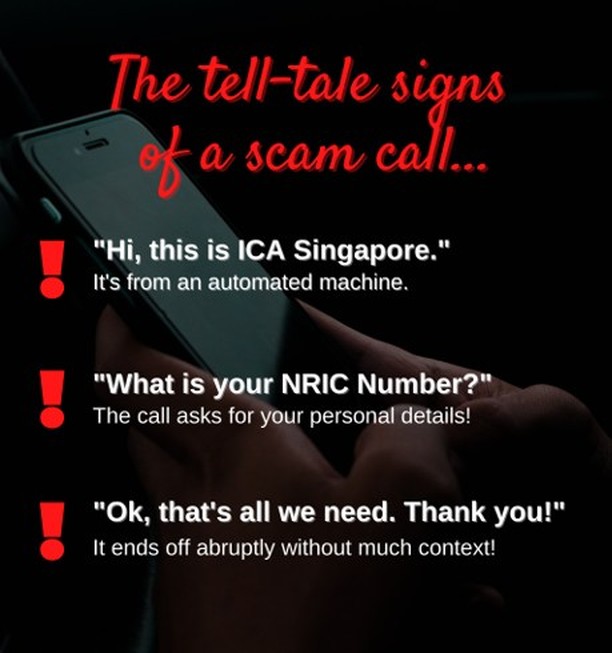 The tell-tale signs
of a scam call...
"Hi, this is ICA Singapore."
It's from an automated machine.
"What is your NRIC Number?"
The call asks for your personal details!
"Ok, that's all we need. Thank you!"
It ends off abruptly without much context!